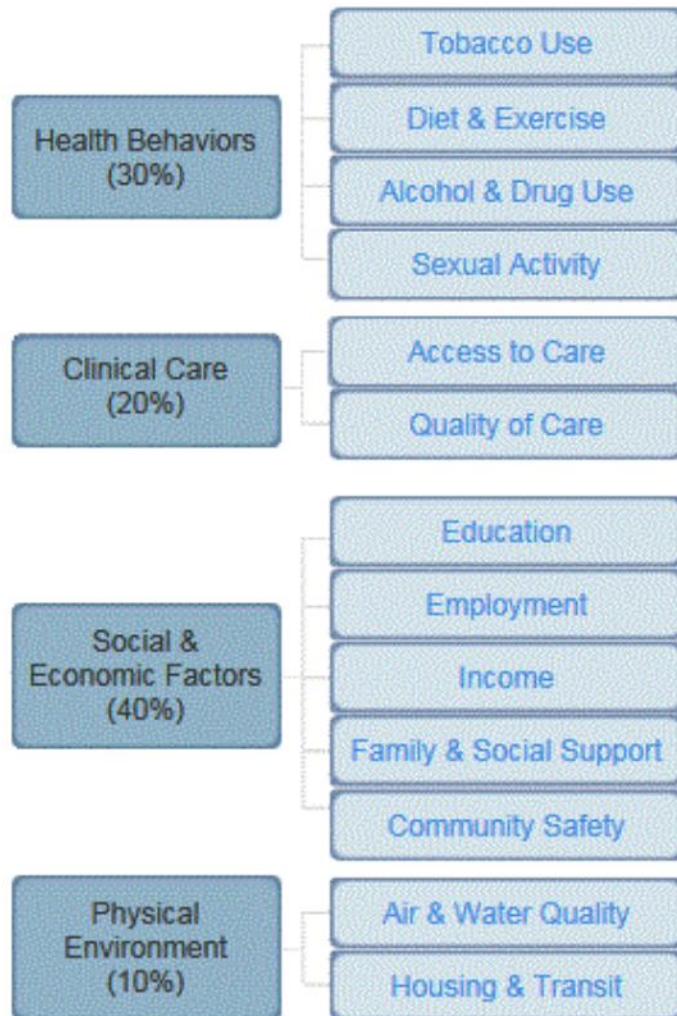 Health Behaviors
(30%)
Tobacco Use
Diet & Exercise
Alcohol & Drug Use
Sexual Activity
Clinical Care
(20%)
Access to Care
Quality of Care
Social &
Economic Factors
(40%)
Education
Employment
Income
Family & Social Support
Community Safety
Physical
Environment
(10%)
Air & Water Quality
Housing & Transit